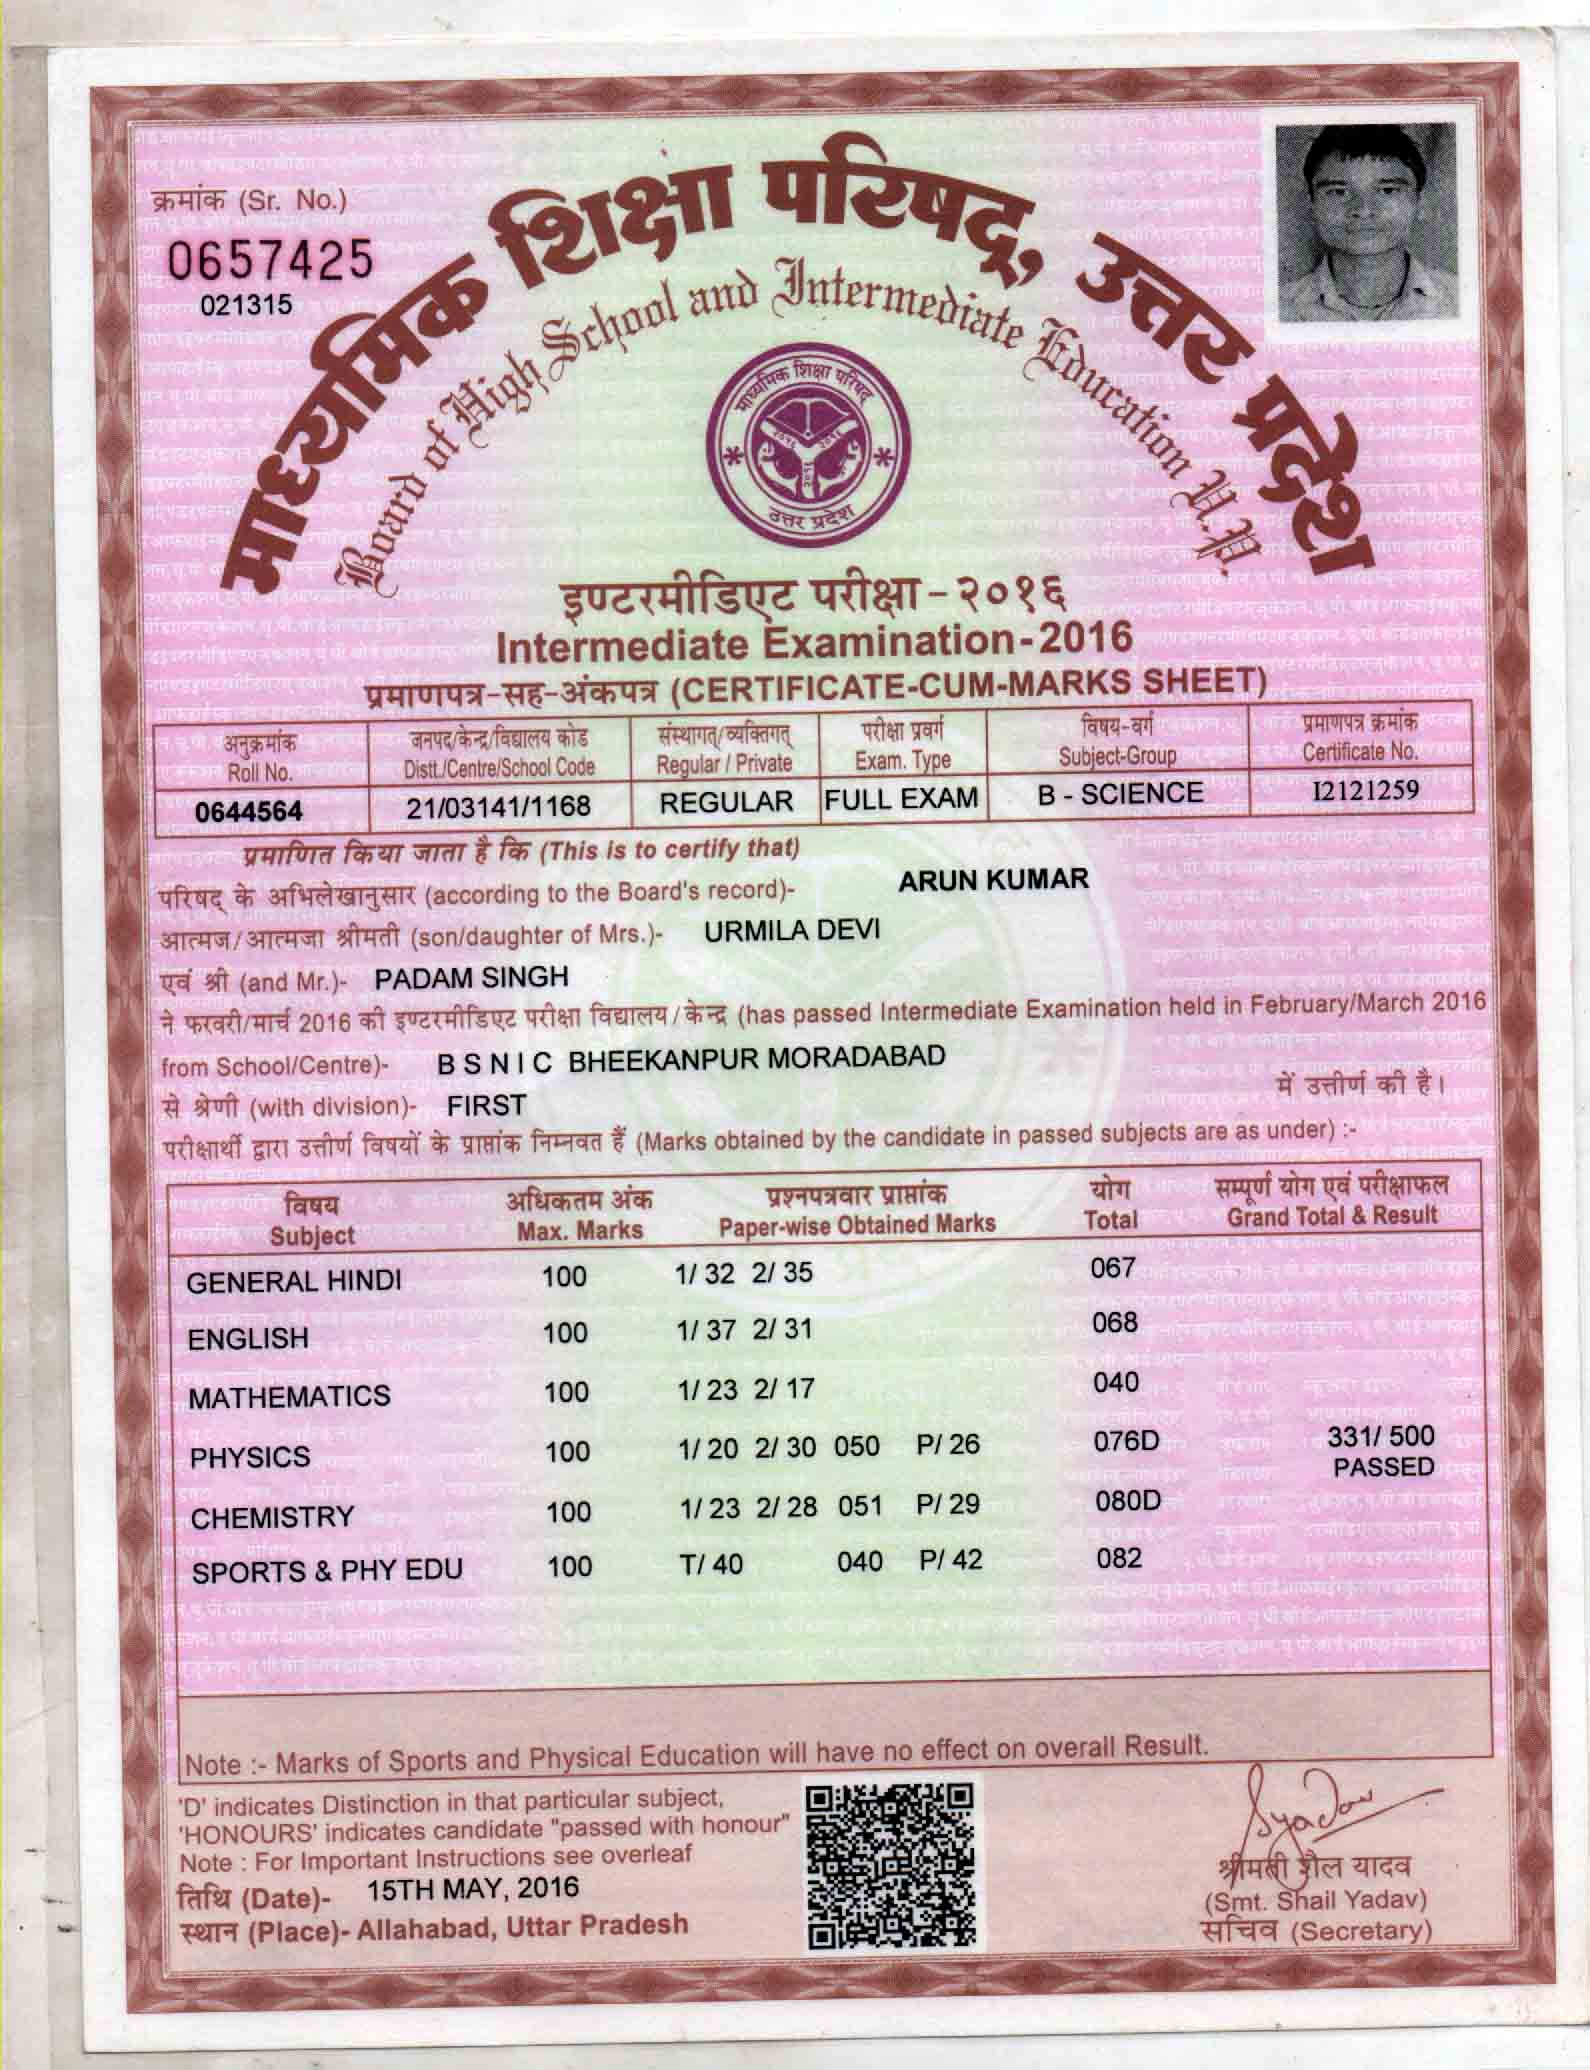 क्रमांक (Sr. No.)
0657425
021315
माध्यमिक शिक्षा परिषद्, उत्तर प्रदेश
Board of High School and Intermediate Education U.P.
माध्यमिक शिक्षा परिषद
उत्तर प्रदेश
इण्टरमीडिएट परीक्षा - २०१६
Intermediate Examination - 2016
प्रमाणपत्र-सह-अंकपत्र (CERTIFICATE-CUM-MARKS SHEET)
अनुक्रमांक जनपद/केन्द्र/विद्यालय कोड संस्थागत्/व्यक्तिगत् परीक्षा प्रवर्ग विषय-वर्ग प्रमाणपत्र क्रमांक
Roll No. Distt./Centre/School Code Regular / Private Exam. Type Subject-Group Certificate No.
0644564 21/03141/1168 REGULAR FULL EXAM B - SCIENCE I2121259
प्रमाणित किया जाता है कि (This is to certify that)
परिषद् के अभिलेखानुसार (according to the Board's record)- ARUN KUMAR
आत्मज/आत्मजा श्रीमती (son/daughter of Mrs.)- URMILA DEVI
एवं श्री (and Mr.)- PADAM SINGH
ने फरवरी/मार्च 2016 की इण्टरमीडिएट परीक्षा विद्यालय/केन्द्र (has passed Intermediate Examination held in February/March 2016
from School/Centre)- B S N I C BHEEKANPUR MORADABAD
से श्रेणी (with division)- FIRST में उत्तीर्ण की है।
परीक्षार्थी द्वारा उत्तीर्ण विषयों के प्राप्तांक निम्नवत हैं (Marks obtained by the candidate in passed subjects are as under) :-
विषय अधिकतम अंक प्रश्नपत्रवार प्राप्तांक योग सम्पूर्ण योग एवं परीक्षाफल
Subject Max. Marks Paper-wise Obtained Marks Total Grand Total & Result
GENERAL HINDI 100 1/ 32 2/ 35 067
ENGLISH 100 1/ 37 2/ 31 068
MATHEMATICS 100 1/ 23 2/ 17 040
PHYSICS 100 1/ 20 2/ 30 050 P/ 26 076D 331/ 500
PASSED
CHEMISTRY 100 1/ 23 2/ 28 051 P/ 29 080D
SPORTS & PHY EDU 100 T/ 40 040 P/ 42 082
Note :- Marks of Sports and Physical Education will have no effect on overall Result.
'D' indicates Distinction in that particular subject,
'HONOURS' indicates candidate "passed with honour"
Note : For Important Instructions see overleaf
तिथि (Date)- 15TH MAY, 2016
स्थान (Place)- Allahabad, Uttar Pradesh
Syadav
श्रीमती शैल यादव
(Smt. Shail Yadav)
सचिव (Secretary)